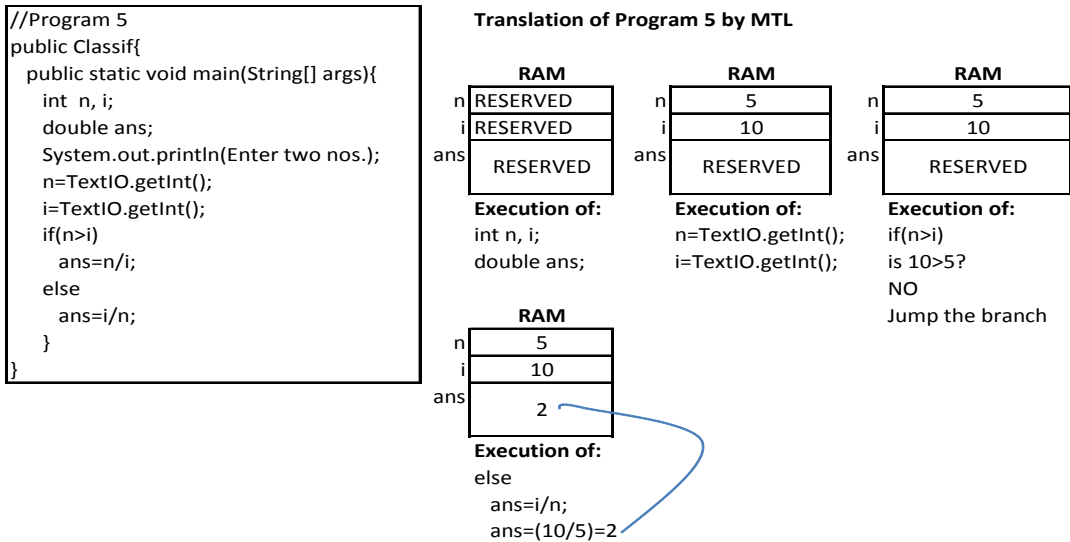 //Program 5
public Classif{
public static void main(String[] args){
int n, i;
double ans;
System.out.println(Enter two nos.);
n=TextIO.getInt();
i=TextIO.getInt();
if(n>i)
ans=n/i;
else
ans=i/n;
}
}
Translation of Program 5 by MTL
RAM
n RESERVED
i RESERVED
ans RESERVED
Execution of:
int n, i;
double ans;
RAM
n 5
i 10
ans RESERVED
Execution of:
n=TextIO.getInt();
i=TextIO.getInt();
RAM
n 5
i 10
ans RESERVED
Execution of:
if(n>i)
is 10>5?
NO
Jump the branch
RAM
n 5
i 10
ans 2
Execution of:
else
ans=i/n;
ans=(10/5)=2